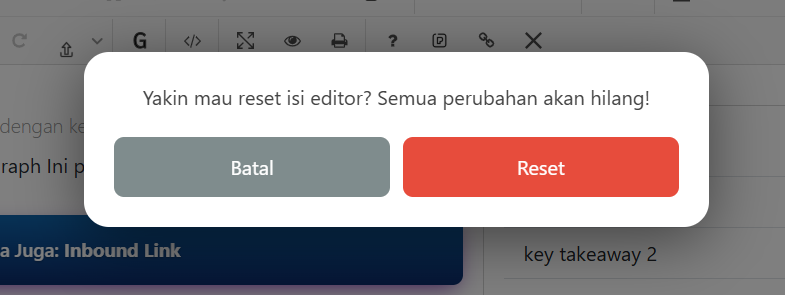 G
?
Yakin mau reset isi editor? Semua perubahan akan hilang!
dengan ke
Batal
Reset
raph Ini p
a Juga: Inbound Link
key takeaway 2